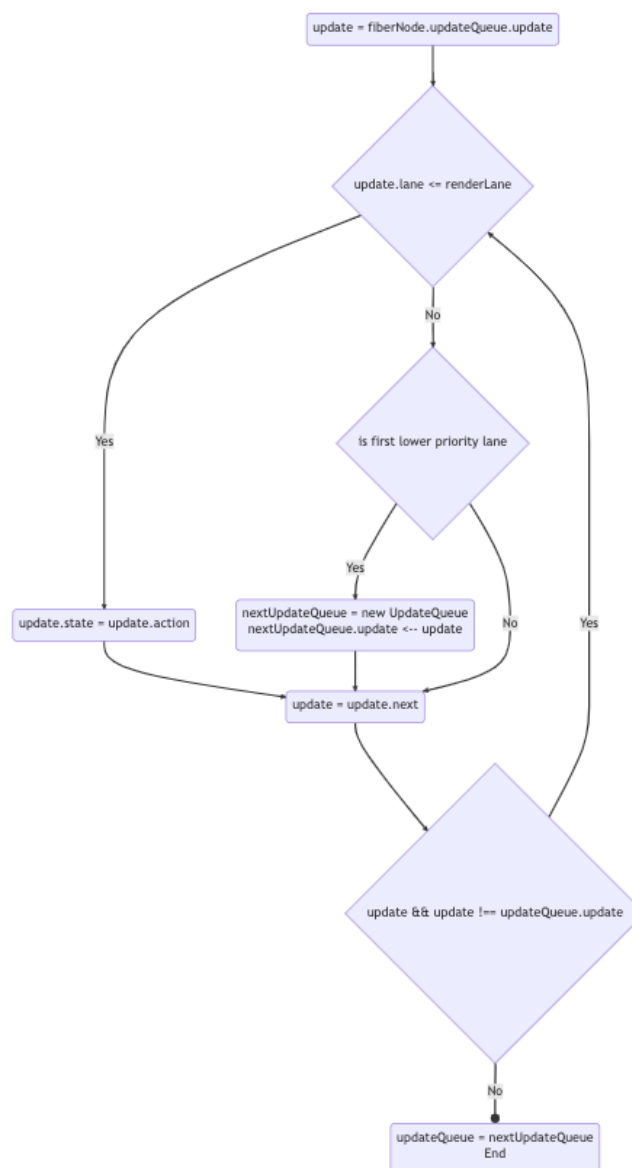 update = fiberNode.updateQueue.update
update.lane <= renderLane
No
is first lower priority lane
Yes
Yes
nextUpdateQueue = new UpdateQueue
nextUpdateQueue.update <-- update
No
Yes
update.state = update.action
update = update.next
update && update !== updateQueue.update
No
updateQueue = nextUpdateQueue
End